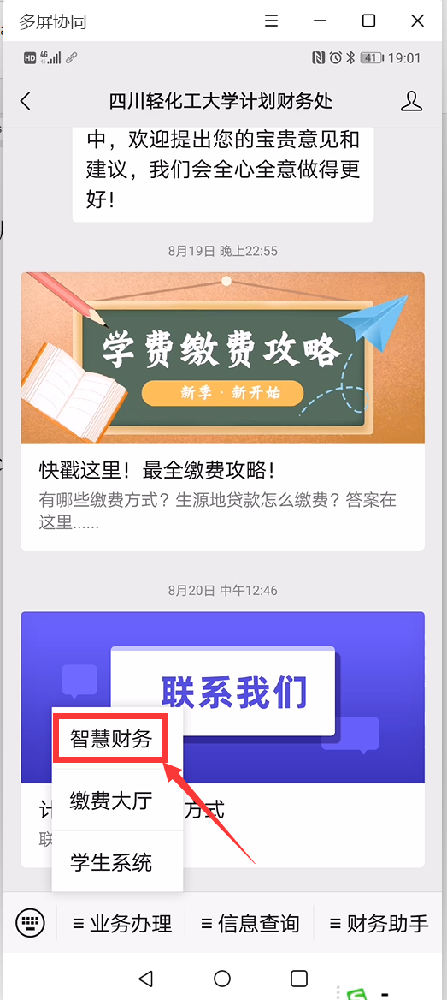 多屏协同
HD 4G 41 19:01
四川轻化工大学计划财务处
中，欢迎提出您的宝贵意见和
建议，我们会全心全意做得更
好！
8月19日 晚上22:55
学费缴费攻略
新季 · 新开始
快戳这里！最全缴费攻略！
有哪些缴费方式？生源地贷款怎么缴费？答案在
这里......
8月20日 中午12:46
联系我们
智慧财务
缴费大厅
计
方式
联
学生系统
业务办理
信息查询
财务助手